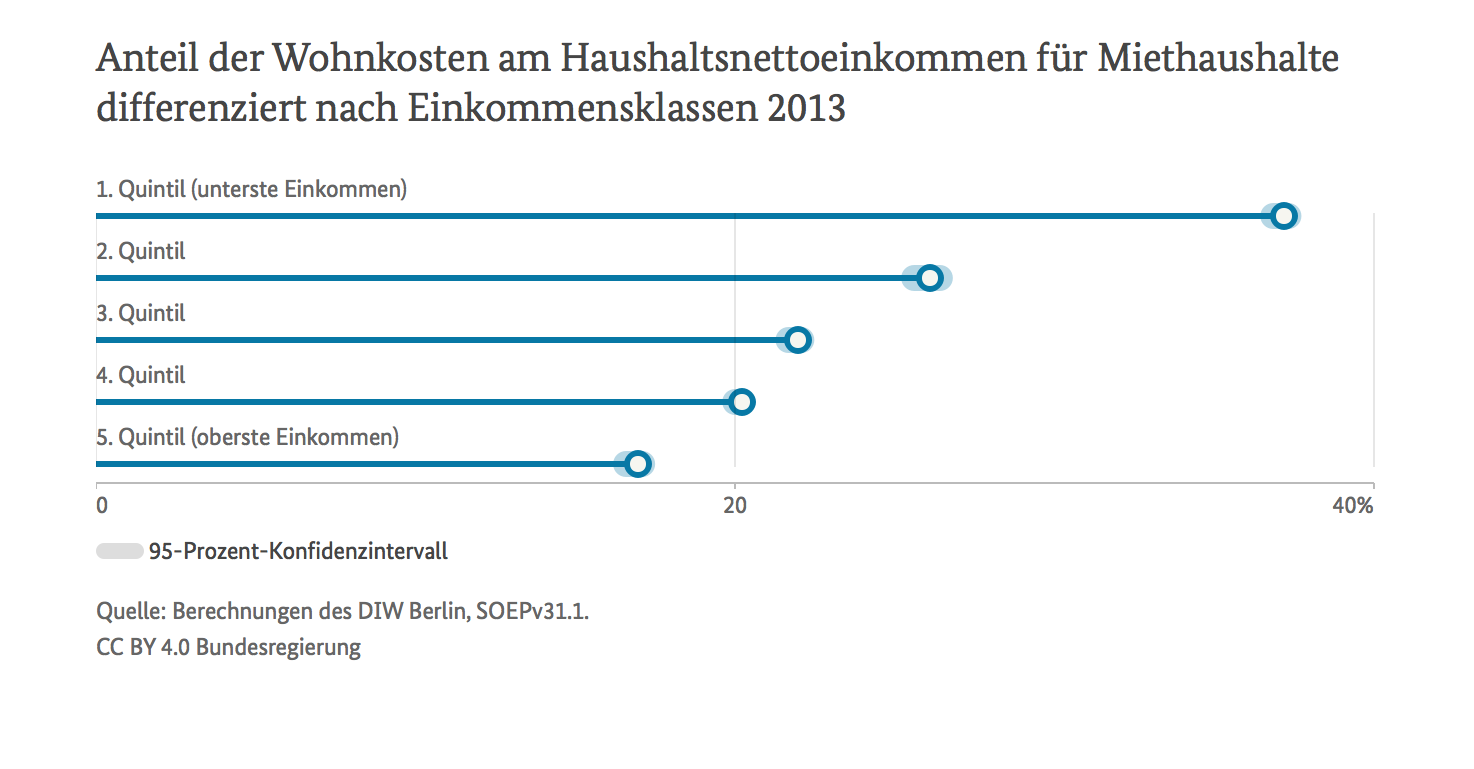 Anteil der Wohnkosten am Haushaltsnettoeinkommen für Miethaushalte
differenziert nach Einkommensklassen 2013
1. Quintil (unterste Einkommen)
2. Quintil
3. Quintil
4. Quintil
5. Quintil (oberste Einkommen)
0 20 40%
95-Prozent-Konfidenzintervall
Quelle: Berechnungen des DIW Berlin, SOEPv31.1.
CC BY 4.0 Bundesregierung